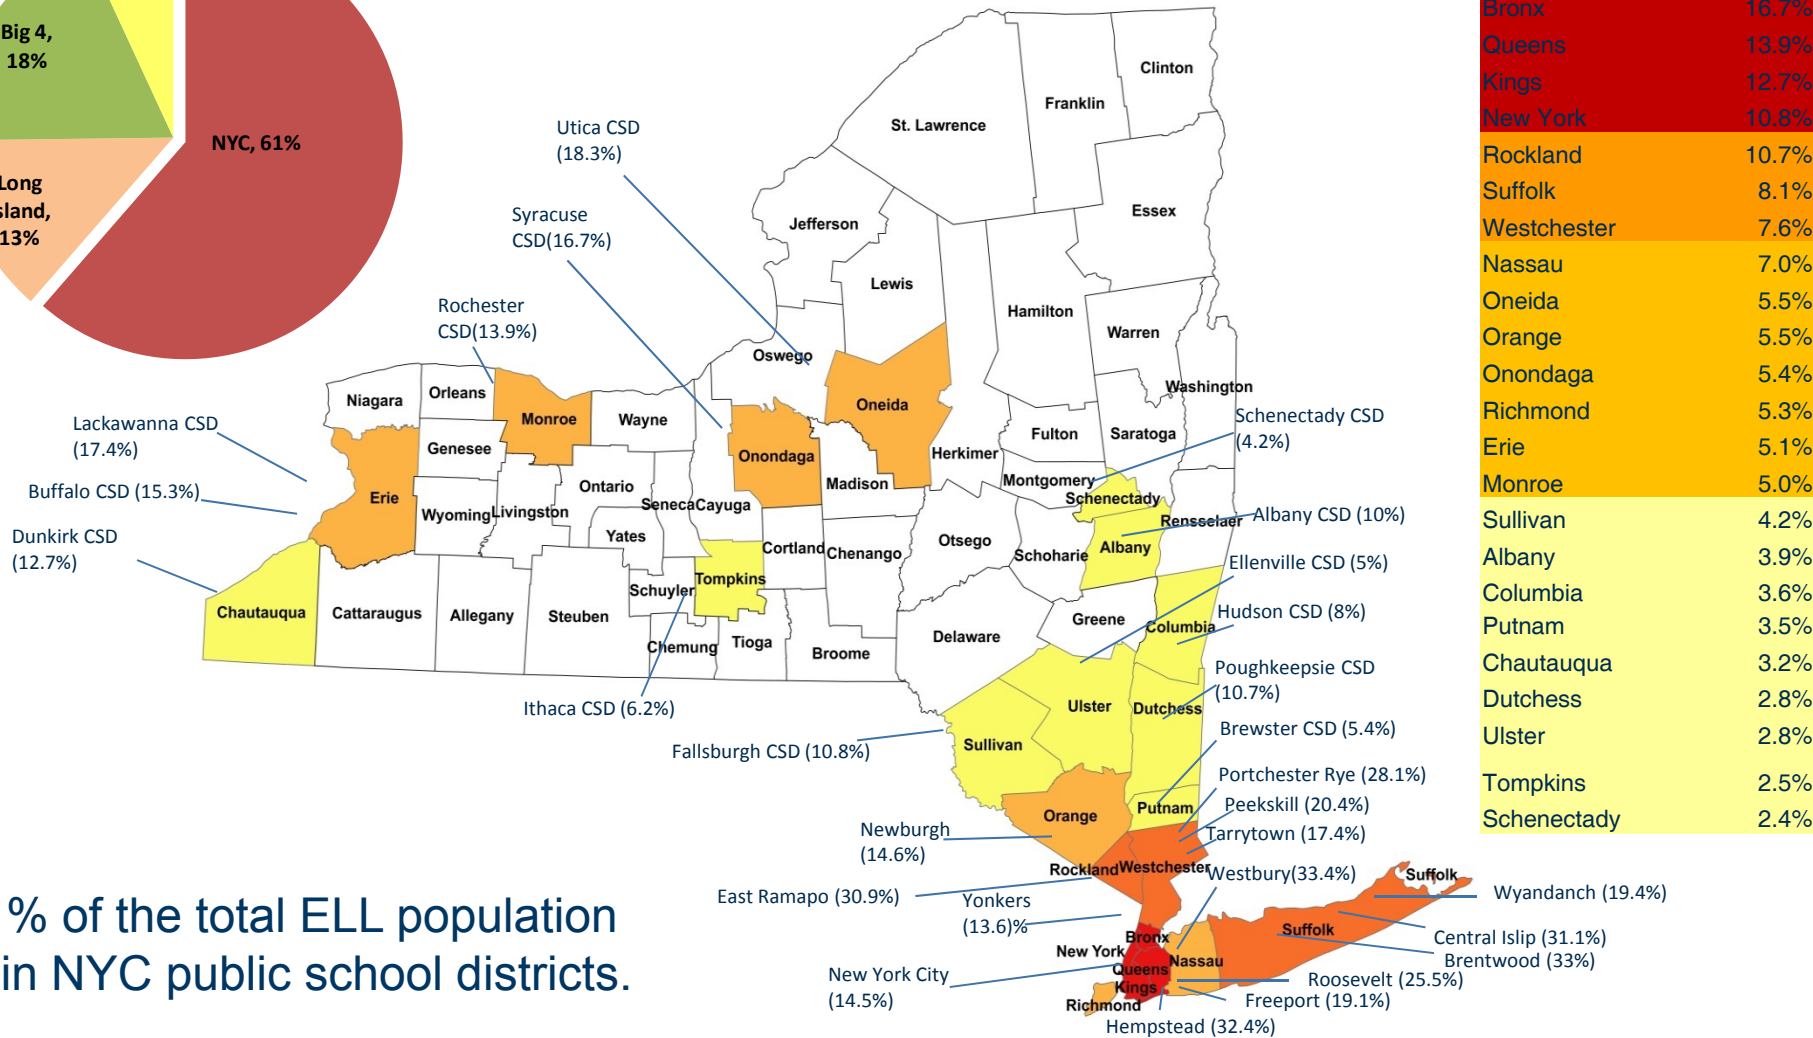 Big 4,
18%
NYC, 61%
Long
sland,
13%
Utica CSD
(18.3%)
Syracuse
CSD(16.7%)
Rochester
CSD(13.9%)
Lackawanna CSD
(17.4%)
Buffalo CSD (15.3%)
Dunkirk CSD
(12.7%)
Ithaca CSD (6.2%)
Fallsburgh CSD (10.8%)
Newburgh
(14.6%)
East Ramapo (30.9%)
Yonkers
(13.6)%
New York City
(14.5%)
Schenectady CSD
(4.2%)
Albany CSD (10%)
Ellenville CSD (5%)
Hudson CSD (8%)
Poughkeepsie CSD
(10.7%)
Brewster CSD (5.4%)
Portchester Rye (28.1%)
Peekskill (20.4%)
Tarrytown (17.4%)
Westbury(33.4%)
Wyandanch (19.4%)
Central Islip (31.1%)
Brentwood (33%)
Roosevelt (25.5%)
Freeport (19.1%)
Hempstead (32.4%)
Clinton
Franklin
St. Lawrence
Essex
Jefferson
Lewis
Hamilton
Warren
Oswego
Washington
Oneida
Niagara
Orleans
Monroe
Wayne
Fulton
Saratoga
Genesee
Onondaga
Herkimer
Montgomery
Madison
Erie
Ontario
Schenectady
Wyoming
Livingston
Seneca
Cayuga
Rensselaer
Yates
Otsego
Cortland
Chenango
Schoharie
Albany
Tompkins
Schuyler
Chautauqua
Cattaraugus
Allegany
Steuben
Greene
Columbia
Delaware
Chemung
Tioga
Broome
Ulster
Dutchess
Sullivan
Putnam
Orange
Rockland
Westchester
Suffolk
Suffolk
Bronx
New York
Nassau
Queens
Kings
Richmond
% of the total ELL population
in NYC public school districts.
Bronx 16.7%
Queens 13.9%
Kings 12.7%
New York 10.8%
Rockland 10.7%
Suffolk 8.1%
Westchester 7.6%
Nassau 7.0%
Oneida 5.5%
Orange 5.5%
Onondaga 5.4%
Richmond 5.3%
Erie 5.1%
Monroe 5.0%
Sullivan 4.2%
Albany 3.9%
Columbia 3.6%
Putnam 3.5%
Chautauqua 3.2%
Dutchess 2.8%
Ulster 2.8%
Tompkins 2.5%
Schenectady 2.4%